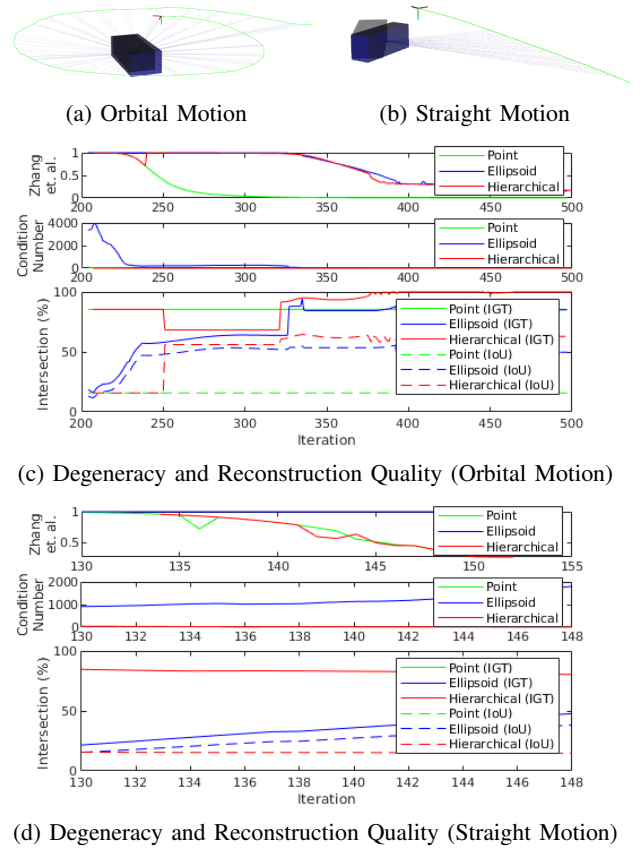 (a) Orbital Motion
(b) Straight Motion
Zhang et. al.
1
0.5
0
Point
Ellipsoid
Hierarchical
200 250 300 350 400 450 500
Condition Number
4000
2000
0
Point
Ellipsoid
Hierarchical
200 250 300 350 400 450 500
Intersection (%)
100
50
0
Point (IGT)
Ellipsoid (IGT)
Hierarchical (IGT)
Point (IoU)
Ellipsoid (IoU)
Hierarchical (IoU)
200 250 300 350 400 450 500
Iteration
(c) Degeneracy and Reconstruction Quality (Orbital Motion)
Zhang et. al.
1
0.5
Point
Ellipsoid
Hierarchical
130 135 140 145 150 155
Condition Number
2000
1000
0
Point
Ellipsoid
Hierarchical
130 132 134 136 138 140 142 144 146 148
Intersection (%)
100
50
0
Point (IGT)
Ellipsoid (IGT)
Hierarchical (IGT)
Point (IoU)
Ellipsoid (IoU)
Hierarchical (IoU)
130 132 134 136 138 140 142 144 146 148
Iteration
(d) Degeneracy and Reconstruction Quality (Straight Motion)